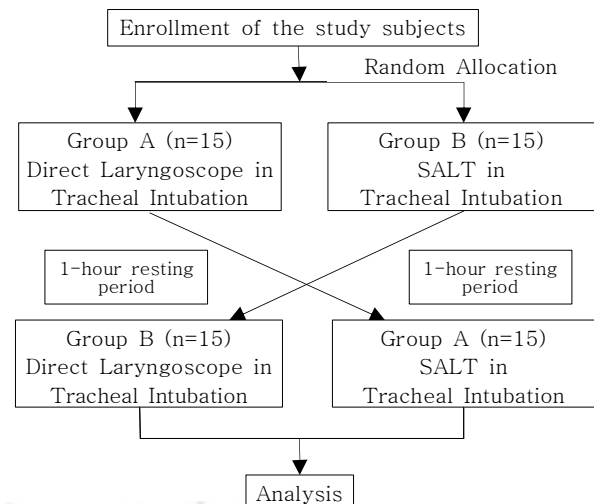 Enrollment of the study subjects
Random Allocation
Group A (n=15)
Direct Laryngoscope in
Tracheal Intubation
Group B (n=15)
SALT in
Tracheal Intubation
1-hour resting
period
1-hour resting
period
Group B (n=15)
Direct Laryngoscope in
Tracheal Intubation
Group A (n=15)
SALT in
Tracheal Intubation
Analysis